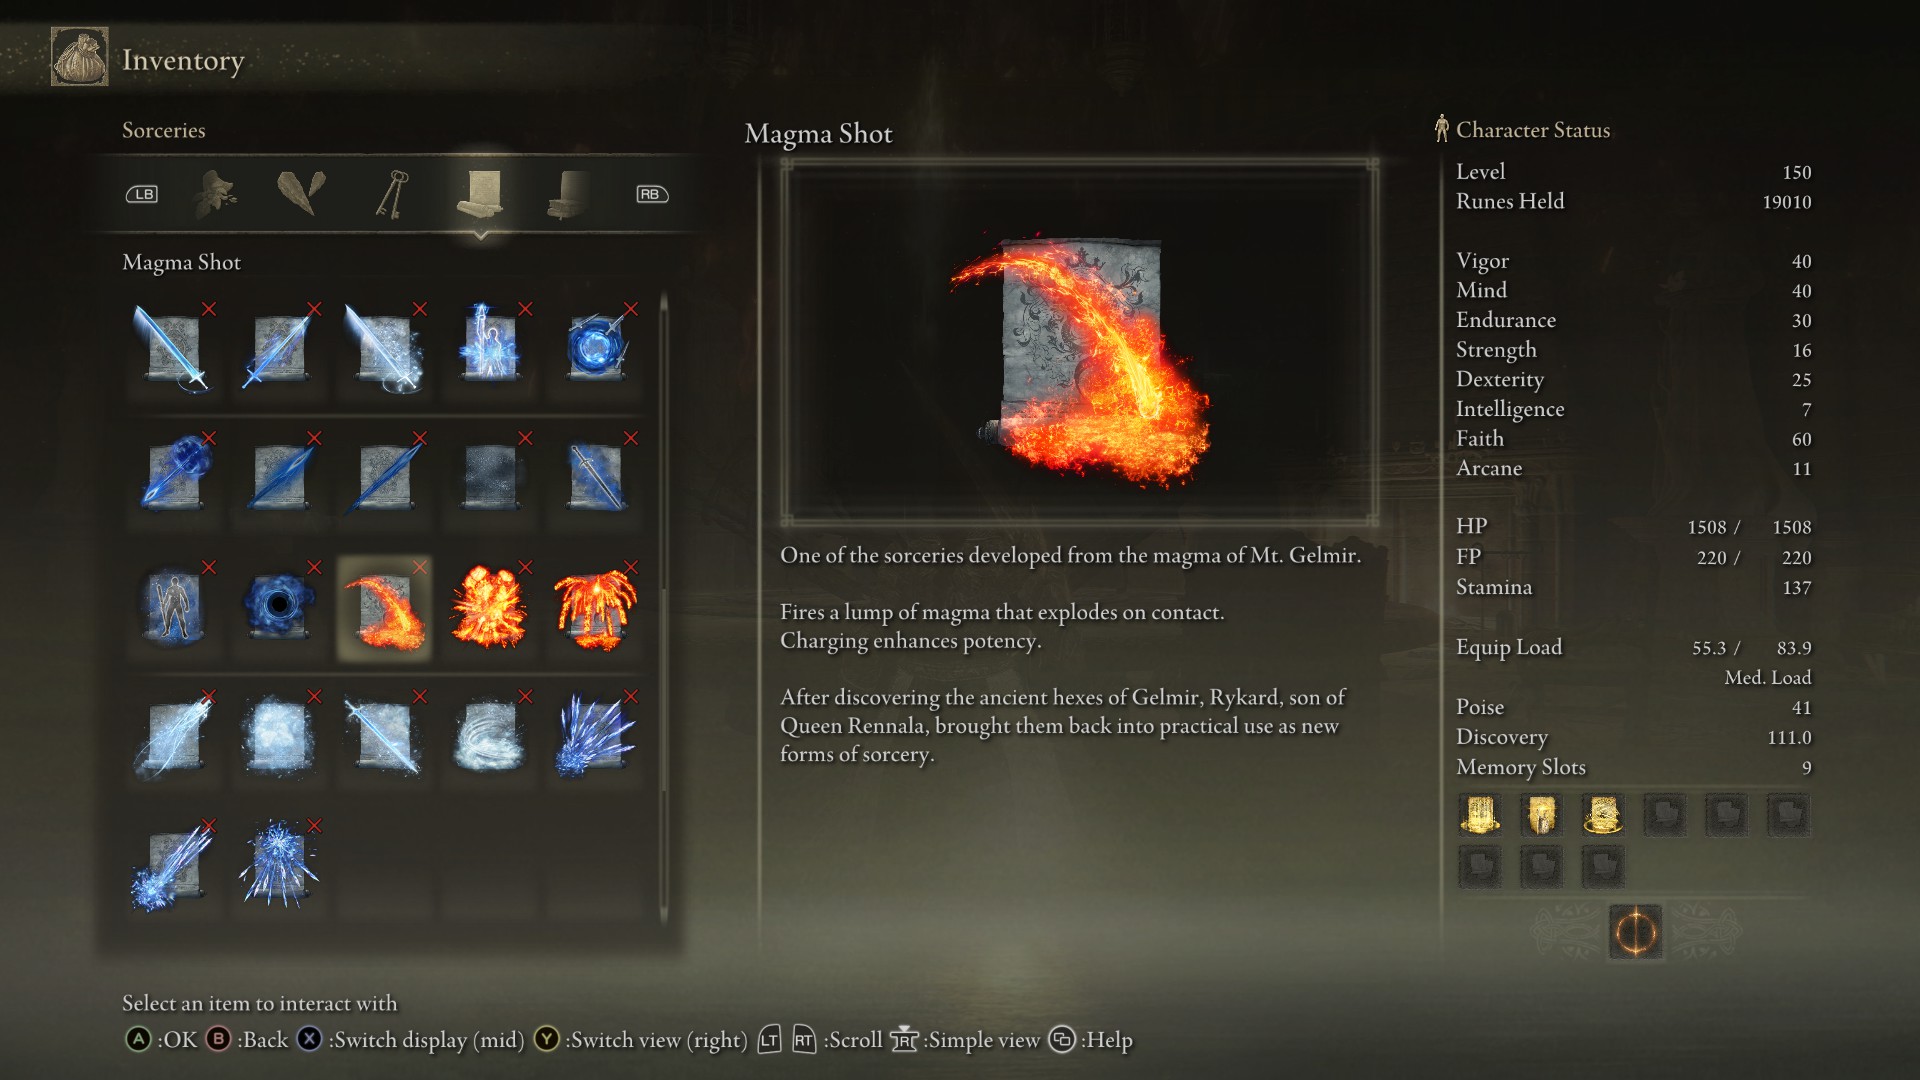 Inventory
Sorceries
LB
RB
Magma Shot
Magma Shot
One of the sorceries developed from the magma of Mt. Gelmir.
Fires a lump of magma that explodes on contact.
Charging enhances potency.
After discovering the ancient hexes of Gelmir, Rykard, son of
Queen Rennala, brought them back into practical use as new
forms of sorcery.
Character Status
Level 150
Runes Held 19010
Vigor 40
Mind 40
Endurance 30
Strength 16
Dexterity 25
Intelligence 7
Faith 60
Arcane 11
HP 1508 / 1508
FP 220 / 220
Stamina 137
Equip Load 55.3 / 83.9
Med. Load
Poise 41
Discovery 111.0
Memory Slots 9
Select an item to interact with
A :OK B :Back X :Switch display (mid) Y :Switch view (right) LT RT :Scroll R :Simple view :Help